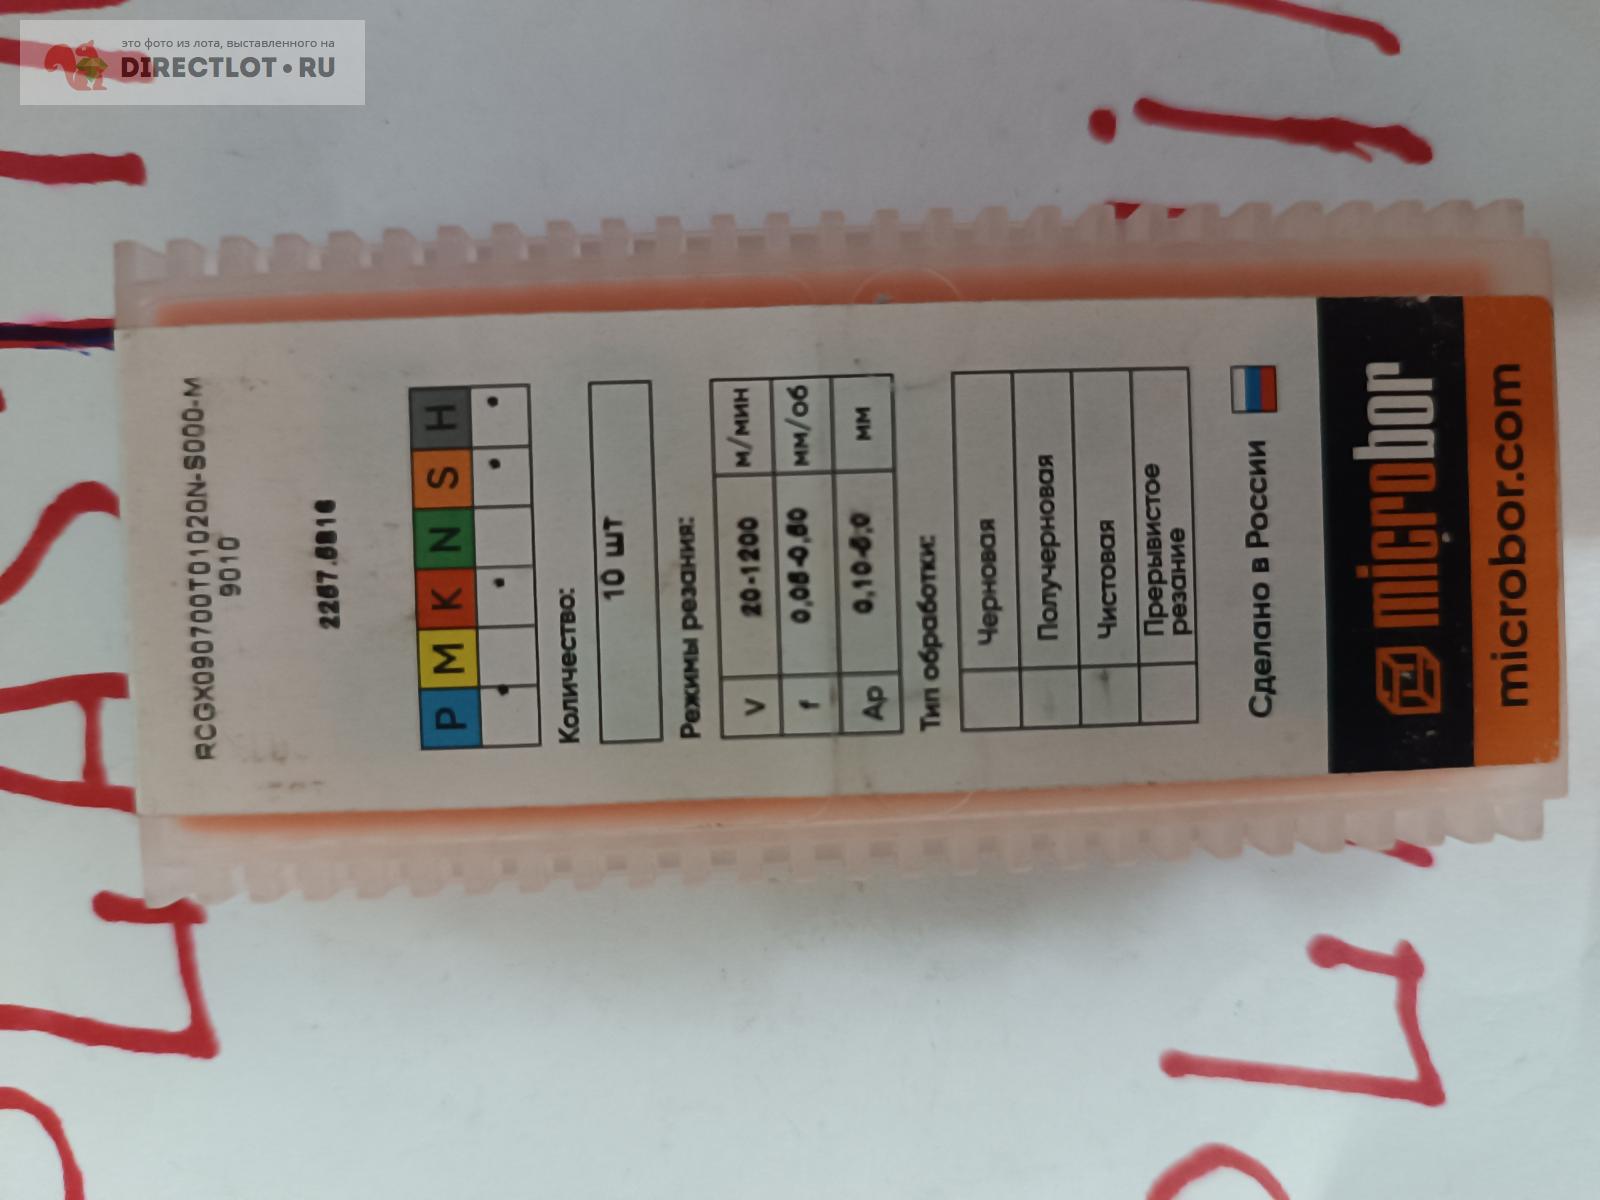 это фото из лота, выставленного на
DIRECTLOT • RU
RCGX090700T01020N-S000-M
9010
P M K N S H
Количество:
10 шт
Режимы резания:
V 20-1200 м/мин
f мм/об
Ap мм
Тип обработки:
Черновая
Получерновая
Чистовая
Прерывистое
резание
Сделано в России
microbor
microbor.com